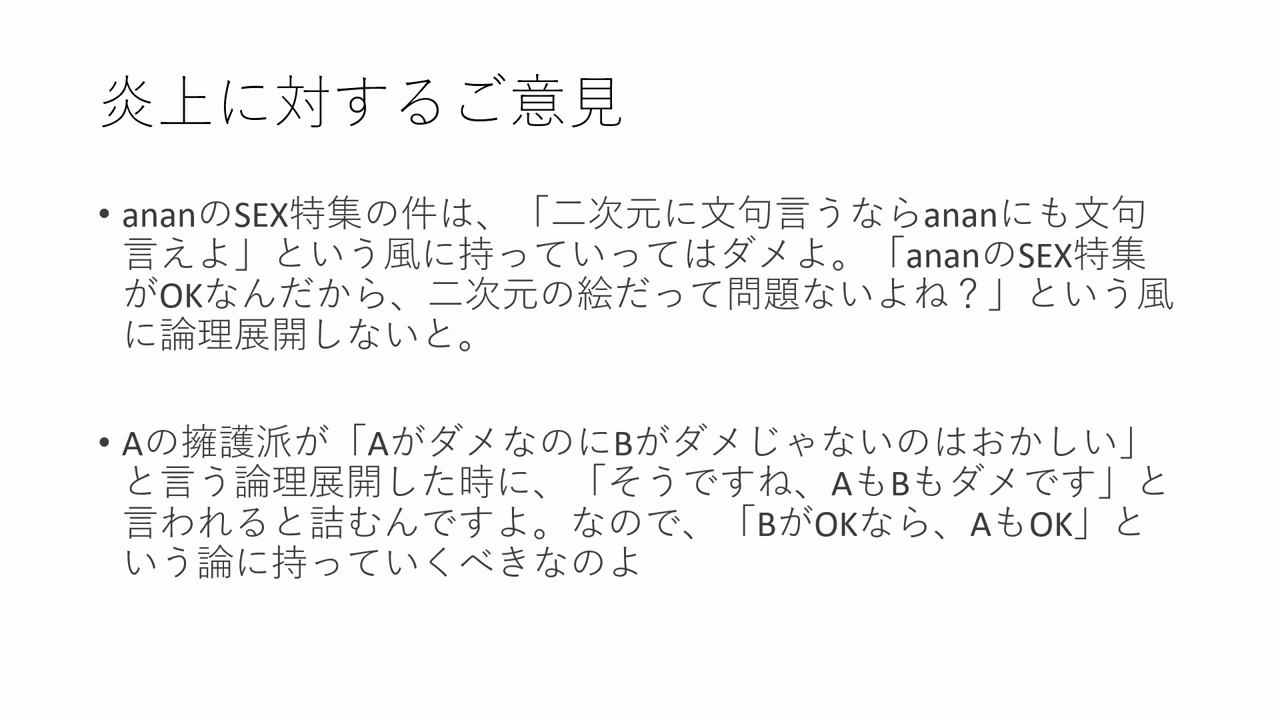 炎上に対するご意見
• ananのSEX特集の件は、「二次元に文句言うならananにも文句
言えよ」という風に持っていってはダメよ。「ananのSEX特集
がOKなんだから、二次元の絵だって問題ないよね？」という風
に論理展開しないと。
• Aの擁護派が「AがダメなのにBがダメじゃないのはおかしい」
と言う論理展開した時に、「そうですね、AもBもダメです」と
言われると詰むんですよ。なので、「BがOKなら、AもOK」と
いう論に持っていくべきなのよ